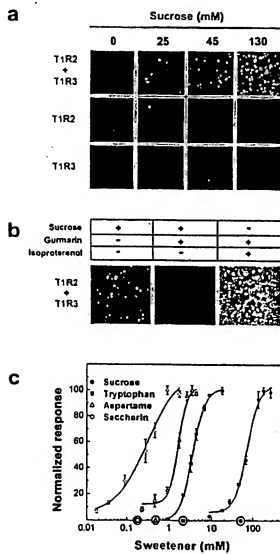 a
Sucrose (mM)
0 25 45 130
T1R2
+
T1R3
T1R2
T1R3
b
Sucrose + + -
Gurmarin - + +
Isoproterenol - - +
T1R2
+
T1R3
c
Normalized response
100
80
60
40
20
0
Sucrose
Tryptophan
Aspartame
Saccharin
0.01 0.1 1 10 100
Sweetener (mM)